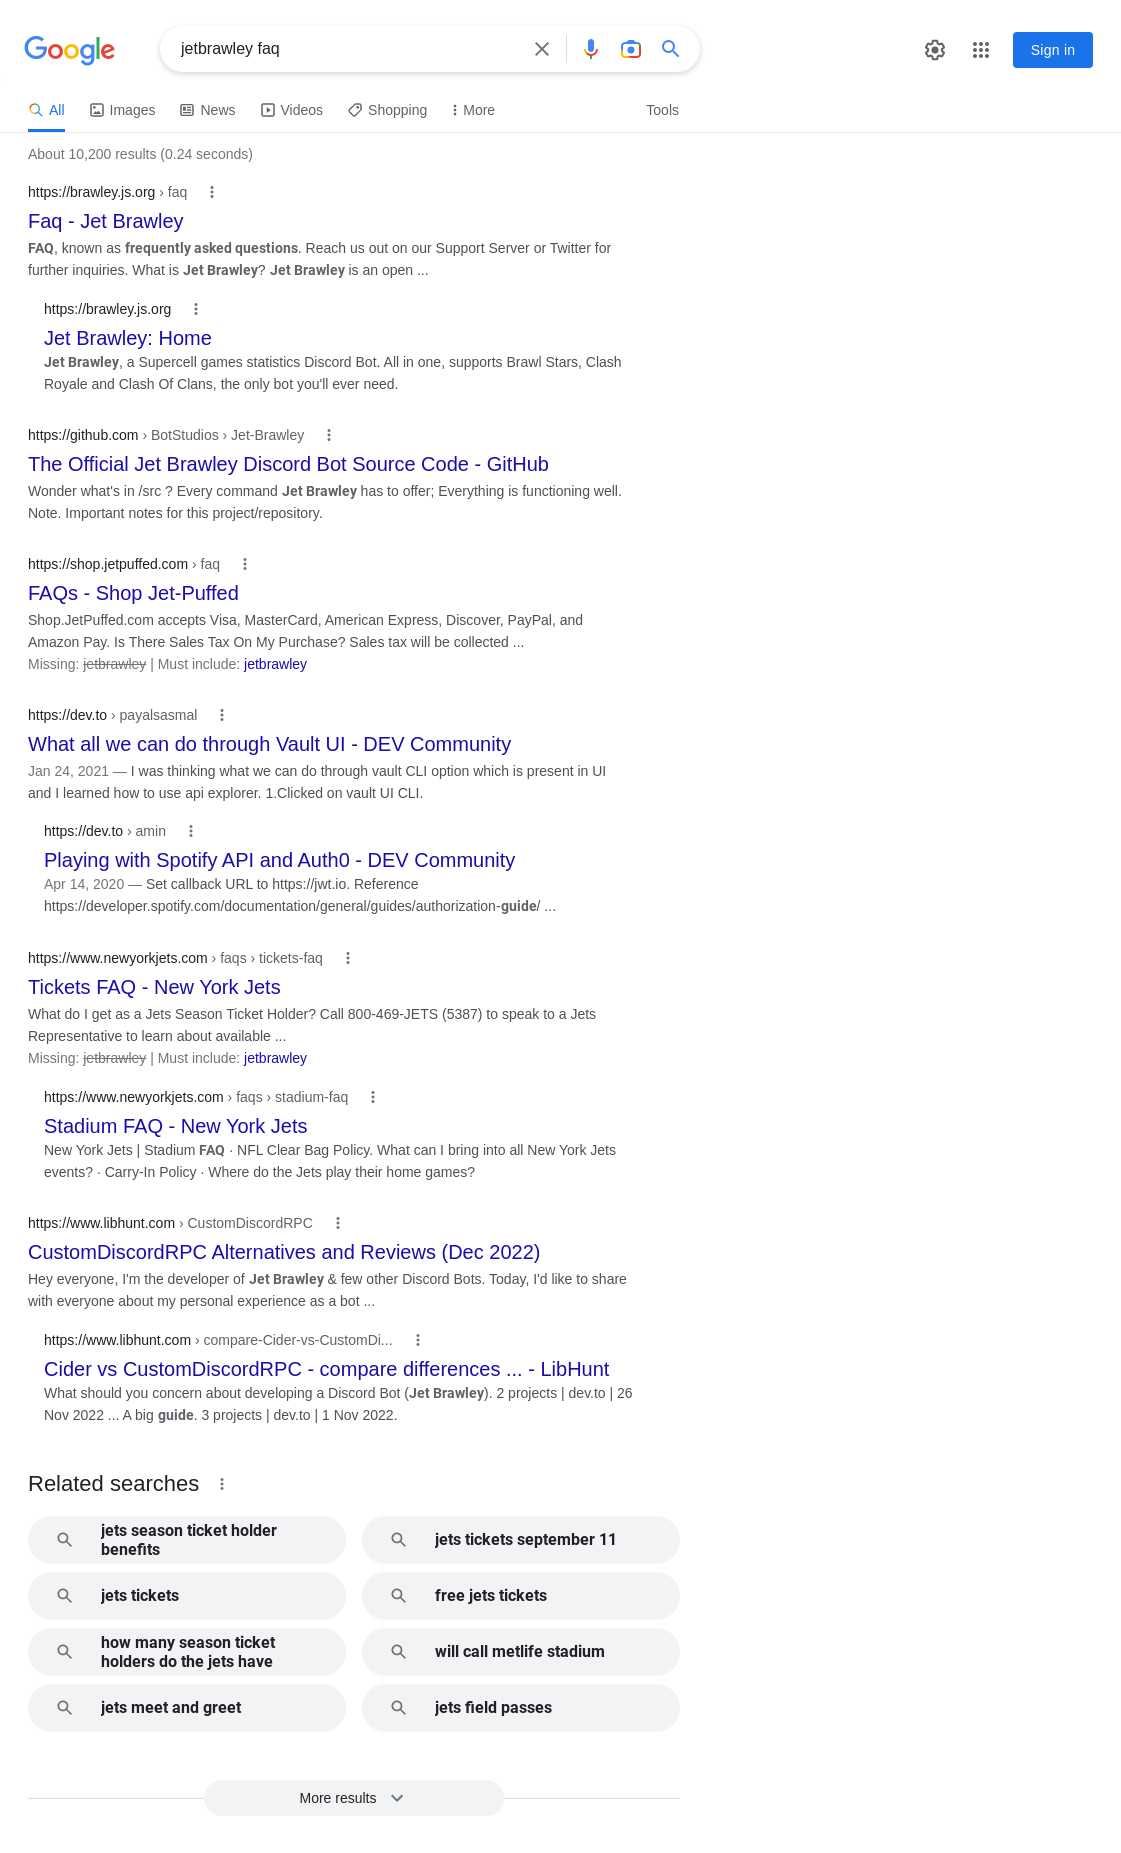 Google
jetbrawley faq
Sign in
All
Images
News
Videos
Shopping
More
Tools
About 10,200 results (0.24 seconds)
https://brawley.js.org › faq
Faq - Jet Brawley
FAQ, known as frequently asked questions. Reach us out on our Support Server or Twitter for
further inquiries. What is Jet Brawley? Jet Brawley is an open ...
https://brawley.js.org
Jet Brawley: Home
Jet Brawley, a Supercell games statistics Discord Bot. All in one, supports Brawl Stars, Clash
Royale and Clash Of Clans, the only bot you'll ever need.
https://github.com › BotStudios › Jet-Brawley
The Official Jet Brawley Discord Bot Source Code - GitHub
Wonder what's in /src ? Every command Jet Brawley has to offer; Everything is functioning well.
Note. Important notes for this project/repository.
https://shop.jetpuffed.com › faq
FAQs - Shop Jet-Puffed
Shop.JetPuffed.com accepts Visa, MasterCard, American Express, Discover, PayPal, and
Amazon Pay. Is There Sales Tax On My Purchase? Sales tax will be collected ...
Missing: jetbrawley | Must include: jetbrawley
https://dev.to › payalsasmal
What all we can do through Vault UI - DEV Community
Jan 24, 2021 — I was thinking what we can do through vault CLI option which is present in UI
and I learned how to use api explorer. 1.Clicked on vault UI CLI.
https://dev.to › amin
Playing with Spotify API and Auth0 - DEV Community
Apr 14, 2020 — Set callback URL to https://jwt.io. Reference
https://developer.spotify.com/documentation/general/guides/authorization-guide/ ...
https://www.newyorkjets.com › faqs › tickets-faq
Tickets FAQ - New York Jets
What do I get as a Jets Season Ticket Holder? Call 800-469-JETS (5387) to speak to a Jets
Representative to learn about available ...
Missing: jetbrawley | Must include: jetbrawley
https://www.newyorkjets.com › faqs › stadium-faq
Stadium FAQ - New York Jets
New York Jets | Stadium FAQ · NFL Clear Bag Policy. What can I bring into all New York Jets
events? · Carry-In Policy · Where do the Jets play their home games?
https://www.libhunt.com › CustomDiscordRPC
CustomDiscordRPC Alternatives and Reviews (Dec 2022)
Hey everyone, I'm the developer of Jet Brawley & few other Discord Bots. Today, I'd like to share
with everyone about my personal experience as a bot ...
https://www.libhunt.com › compare-Cider-vs-CustomDi...
Cider vs CustomDiscordRPC - compare differences ... - LibHunt
What should you concern about developing a Discord Bot (Jet Brawley). 2 projects | dev.to | 26
Nov 2022 ... A big guide. 3 projects | dev.to | 1 Nov 2022.
Related searches
jets season ticket holder
benefits
jets tickets september 11
jets tickets
free jets tickets
how many season ticket
holders do the jets have
will call metlife stadium
jets meet and greet
jets field passes
More results